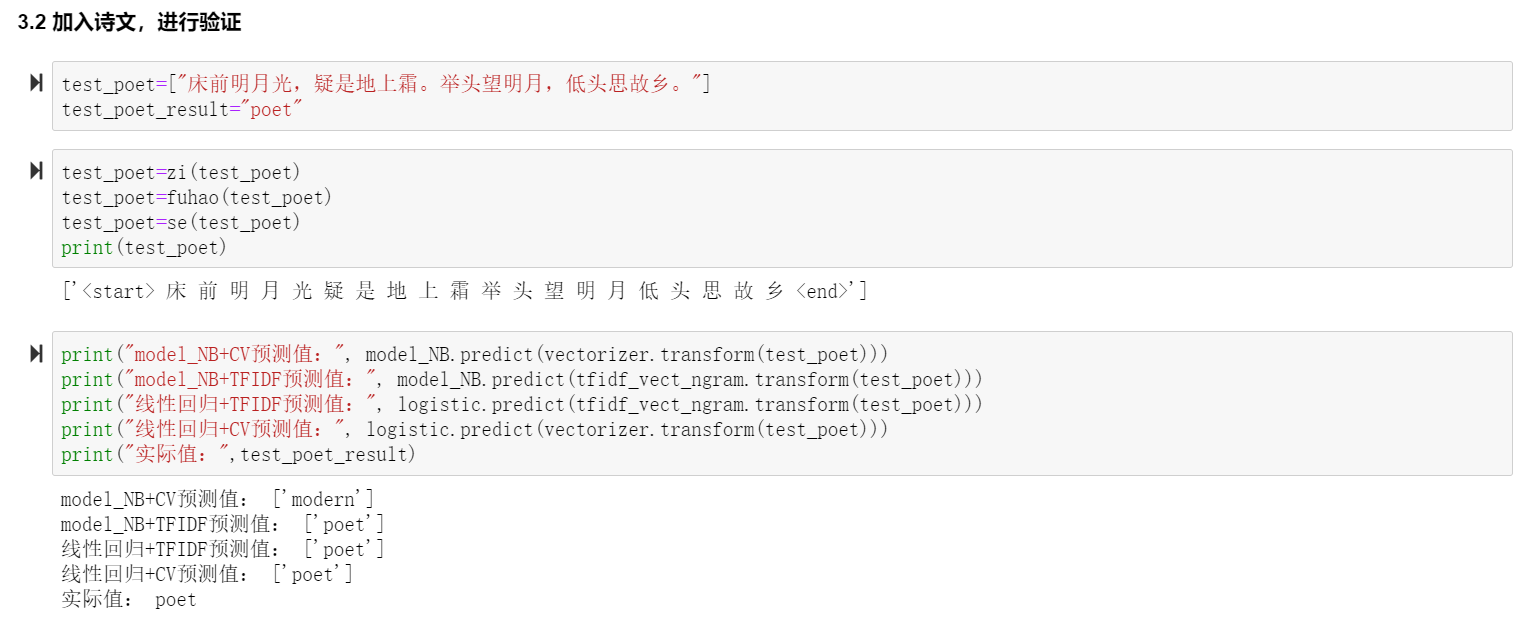 3.2 加入诗文，进行验证
test_poet=["床前明月光，疑是地上霜。举头望明月，低头思故乡。"]
test_poet_result="poet"
test_poet=zi(test_poet)
test_poet=fuhao(test_poet)
test_poet=se(test_poet)
print(test_poet)
['<start> 床 前 明 月 光 疑 是 地 上 霜 举 头 望 明 月 低 头 思 故 乡 <end>']
print("model_NB+CV预测值：", model_NB.predict(vectorizer.transform(test_poet)))
print("model_NB+TFIDF预测值：", model_NB.predict(tfidf_vect_ngram.transform(test_poet)))
print("线性回归+TFIDF预测值：", logistic.predict(tfidf_vect_ngram.transform(test_poet)))
print("线性回归+CV预测值：", logistic.predict(vectorizer.transform(test_poet)))
print("实际值：",test_poet_result)
model_NB+CV预测值： ['modern']
model_NB+TFIDF预测值： ['poet']
线性回归+TFIDF预测值： ['poet']
线性回归+CV预测值： ['poet']
实际值： poet